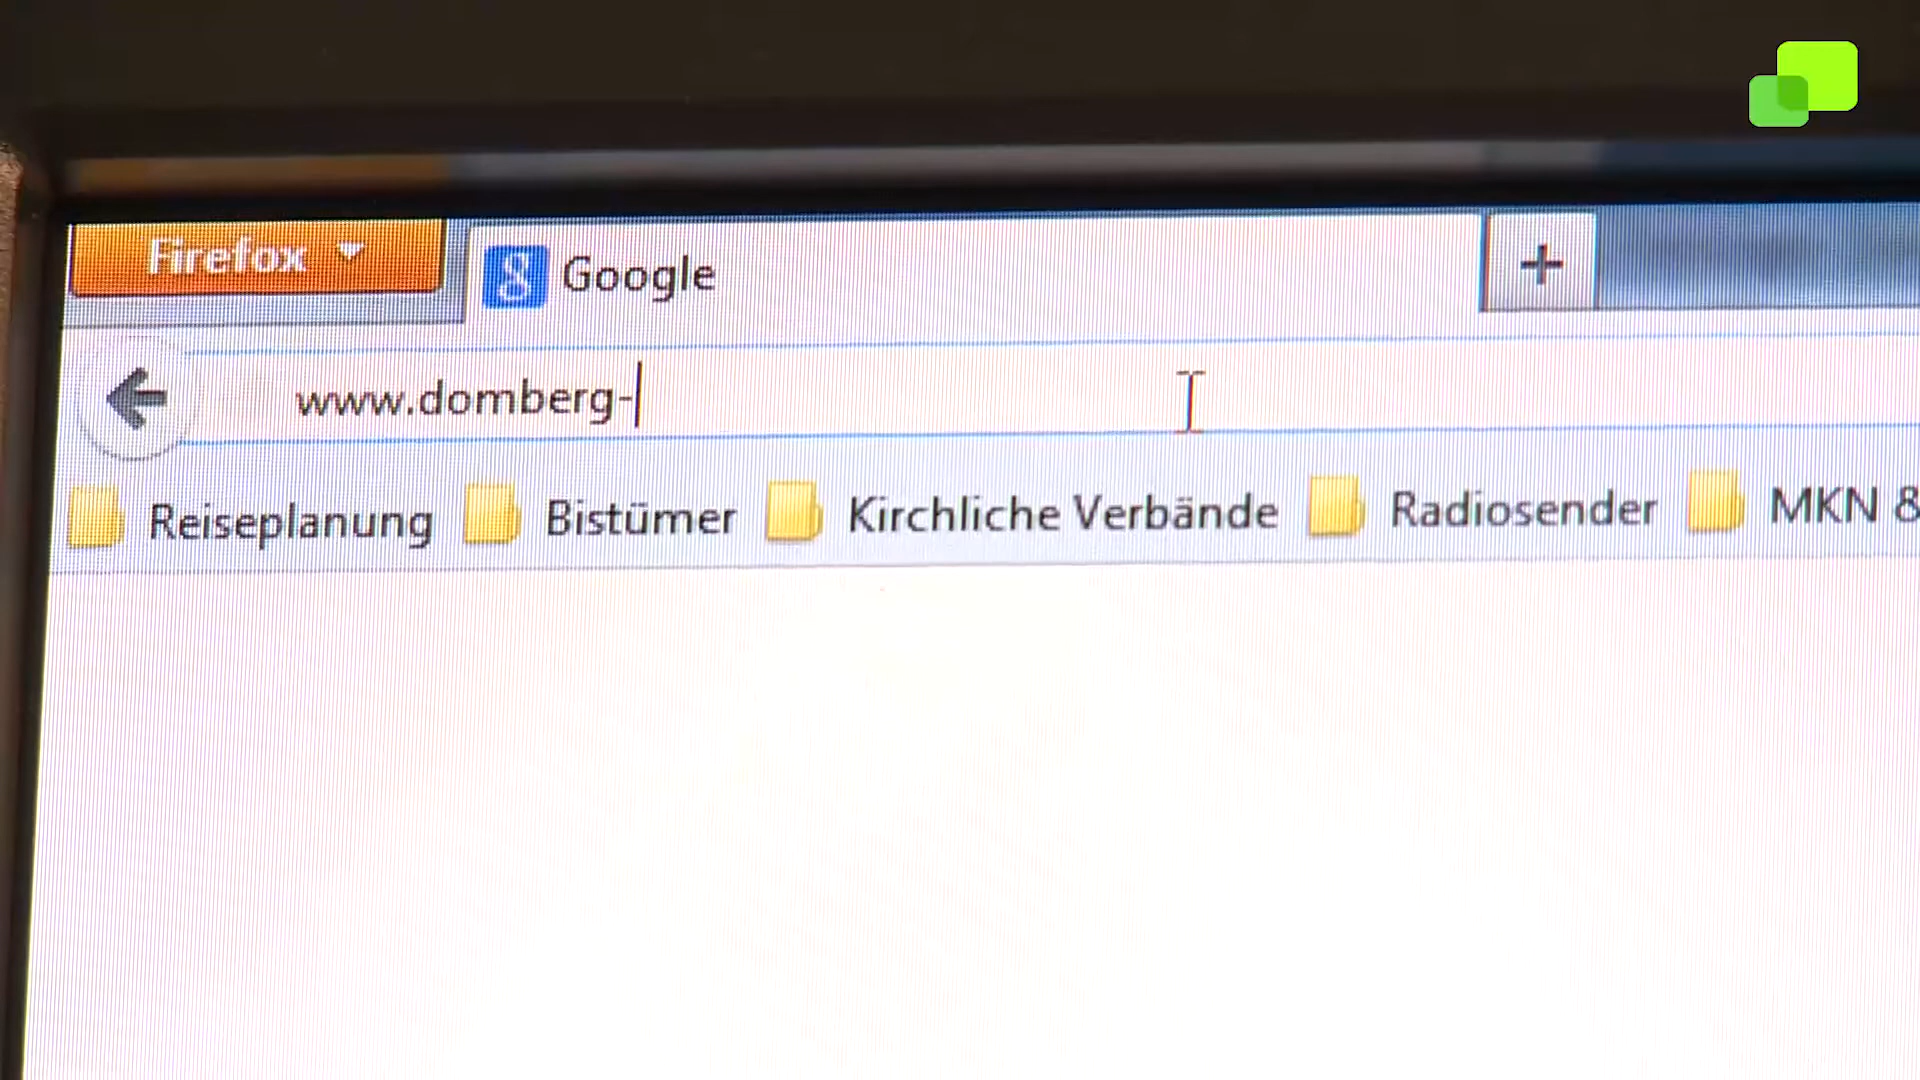 Firefox
Google
+
www.domberg-
Reiseplanung Bistümer Kirchliche Verbände Radiosender MKN &